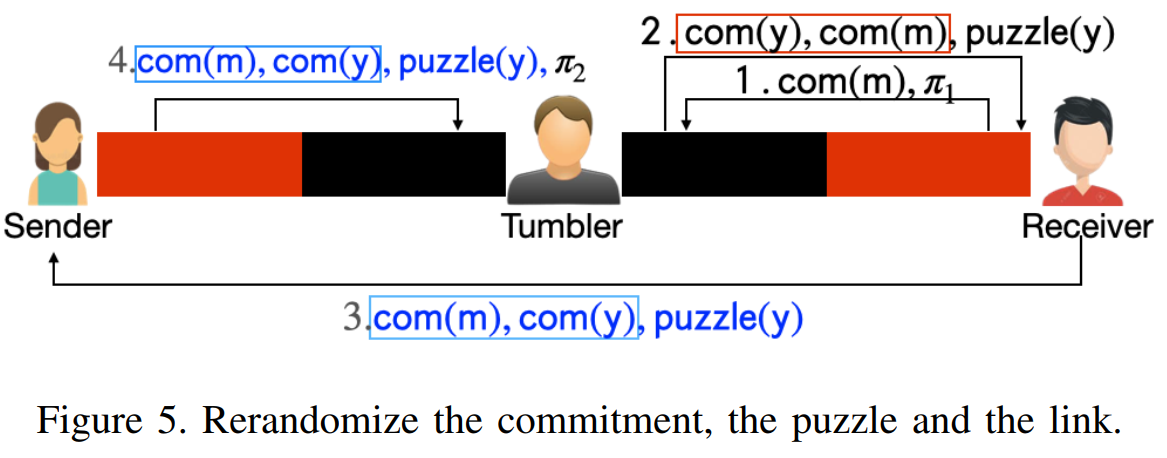 2.com(y), com(m), puzzle(y)
4.com(m), com(y), puzzle(y), π₂
1.com(m), π₁
Sender
Tumbler
Receiver
3.com(m), com(y), puzzle(y)
Figure 5. Rerandomize the commitment, the puzzle and the link.